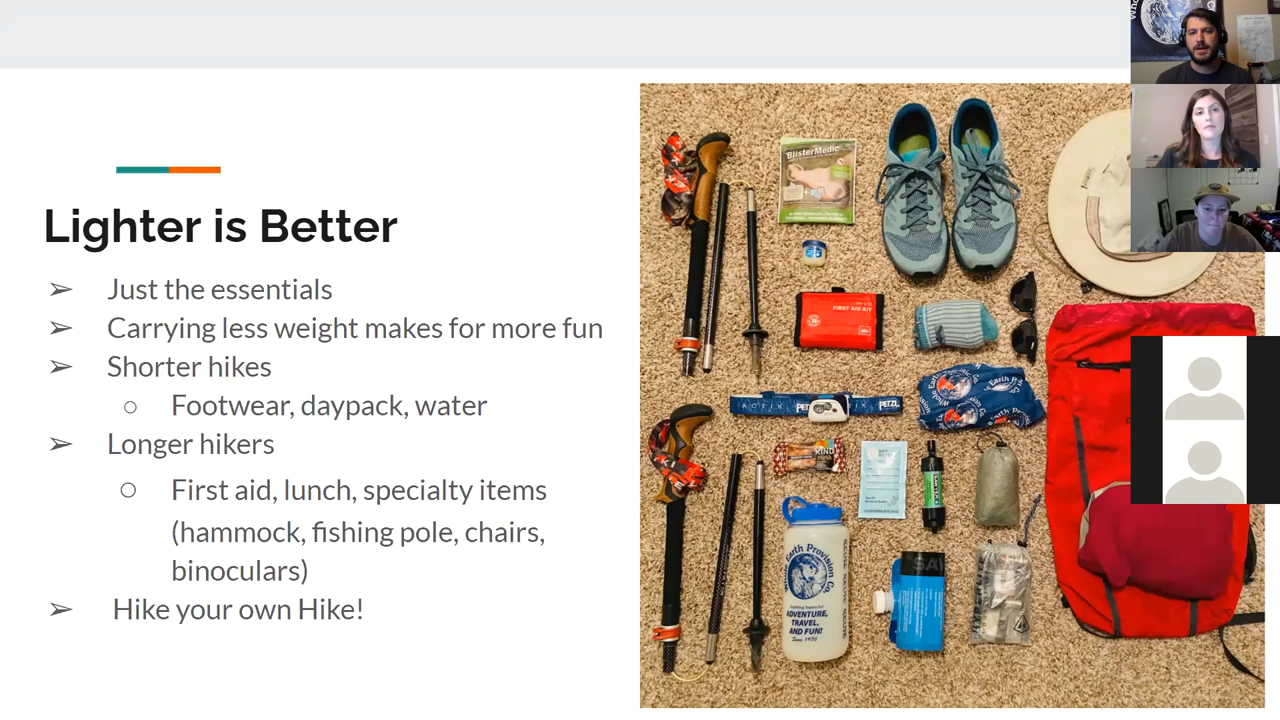 Lighter is Better
➢ Just the essentials
➢ Carrying less weight makes for more fun
➢ Shorter hikes
○ Footwear, daypack, water
➢ Longer hikers
○ First aid, lunch, specialty items
(hammock, fishing pole, chairs,
binoculars)
➢ Hike your own Hike!
BlisterMedic
FIRST AID KIT
PETZL
KIND
Earth Provision Co.
ADVENTURE,
TRAVEL,
AND FUN!
Since 1970